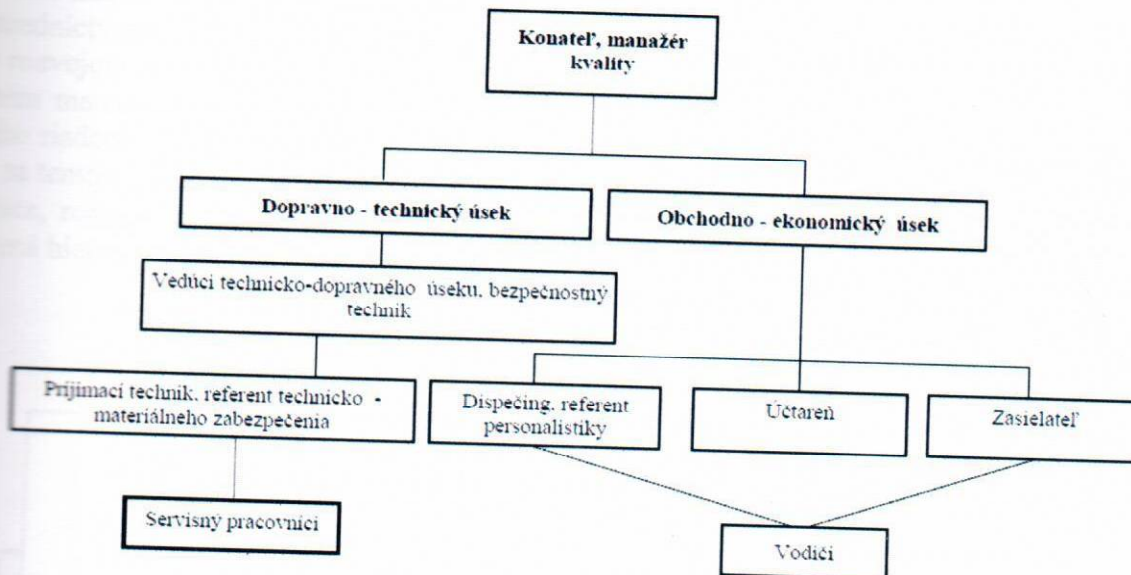 Konateľ, manažér
kvality
Dopravno - technický úsek
Obchodno - ekonomický úsek
Vedúci technicko-dopravného úseku, bezpečnostný
technik
Príjimací technik, referent technicko -
materiálneho zabezpečenia
Dispečing, referent
personalistiky
Účtareň
Zasielateľ
Servisný pracovníci
Vodiči